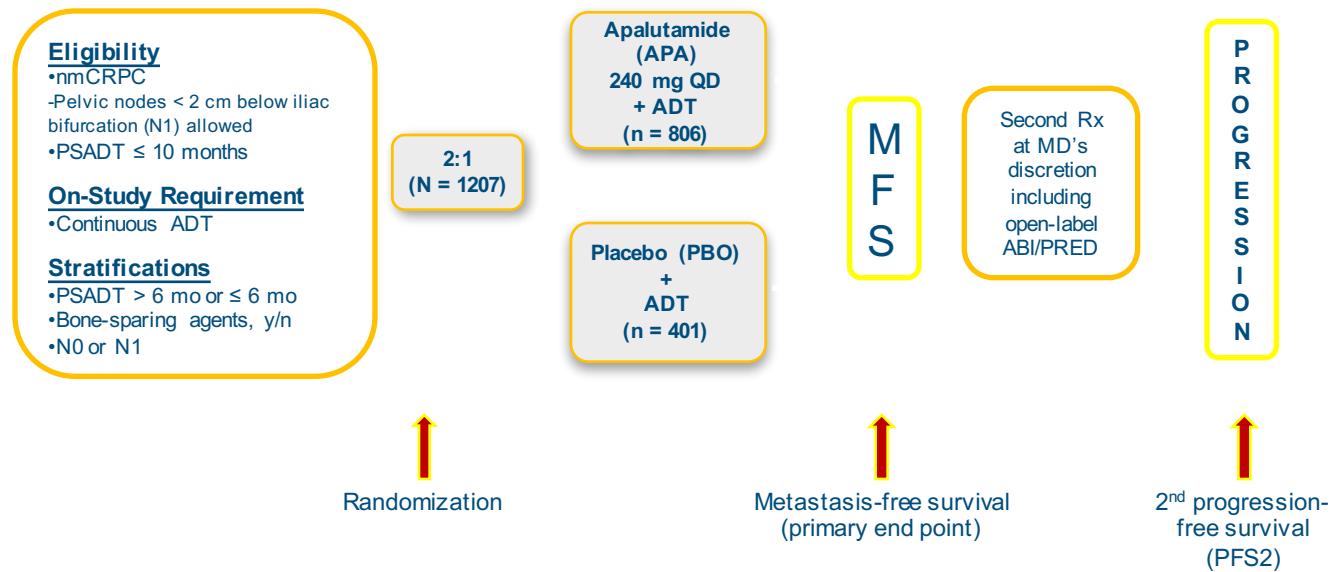 Eligibility
•nmCRPC
-Pelvic nodes < 2 cm below iliac
bifurcation (N1) allowed
•PSADT ≤ 10 months
On-Study Requirement
•Continuous ADT
Stratifications
•PSADT > 6 mo or ≤ 6 mo
•Bone-sparing agents, y/n
•N0 or N1
2:1
(N = 1207)
Apalutamide
(APA)
240 mg QD
+ ADT
(n = 806)
Placebo (PBO)
+
ADT
(n = 401)
M
F
S
Second Rx
at MD's
discretion
including
open-label
ABI/PRED
P
R
O
G
R
E
S
S
I
O
N
Randomization
Metastasis-free survival
(primary end point)
2nd progression-
free survival
(PFS2)